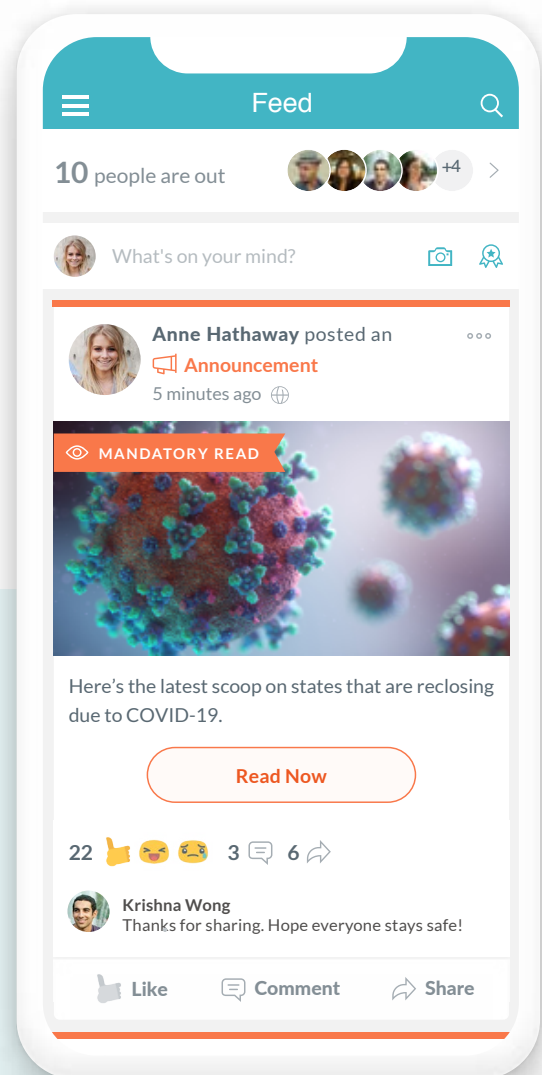 Feed
10 people are out
+4
What's on your mind?
Anne Hathaway posted an
Announcement
5 minutes ago
MANDATORY READ
Here's the latest scoop on states that are reclosing
due to COVID-19.
Read Now
22 3 6
Krishna Wong
Thanks for sharing. Hope everyone stays safe!
Like Comment Share